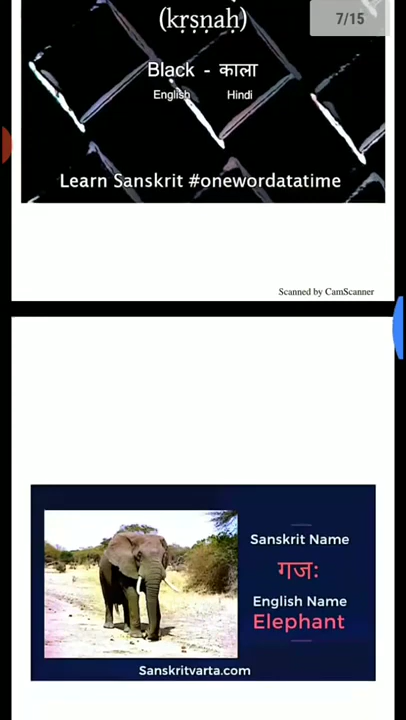 (kṛṣṇaḥ)
7/15
Black - काला
English Hindi
Learn Sanskrit #onewordatatime
Scanned by CamScanner
Sanskrit Name
गजः
English Name
Elephant
Sanskritvarta.com